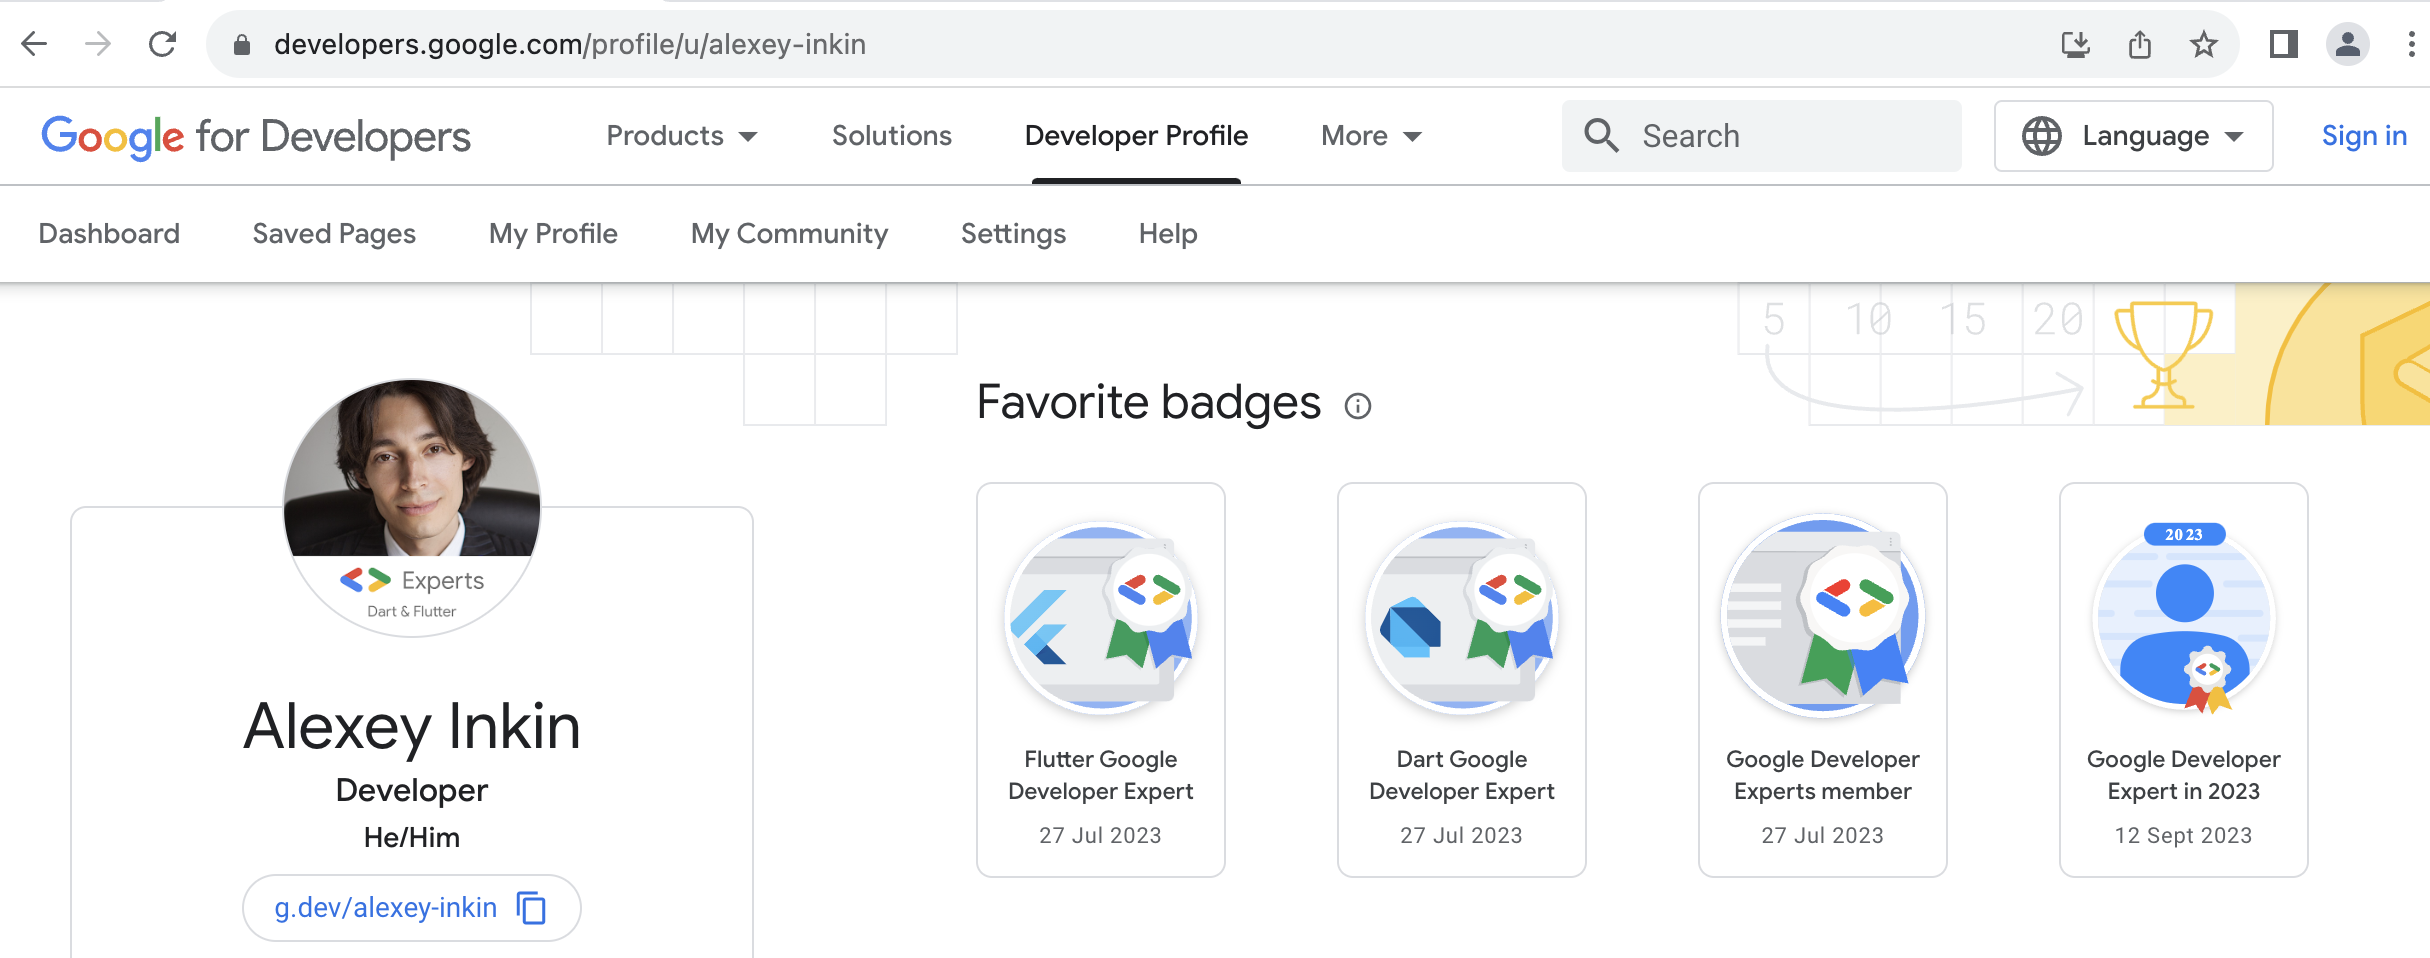 developers.google.com/profile/u/alexey-inkin
Google for Developers
Products
Solutions
Developer Profile
More
Search
Language
Sign in
Dashboard
Saved Pages
My Profile
My Community
Settings
Help
5 10 15 20
Experts
Dart & Flutter
Alexey Inkin
Developer
He/Him
g.dev/alexey-inkin
Favorite badges
Flutter Google
Developer Expert
27 Jul 2023
Dart Google
Developer Expert
27 Jul 2023
Google Developer
Experts member
27 Jul 2023
2023
Google Developer
Expert in 2023
12 Sept 2023